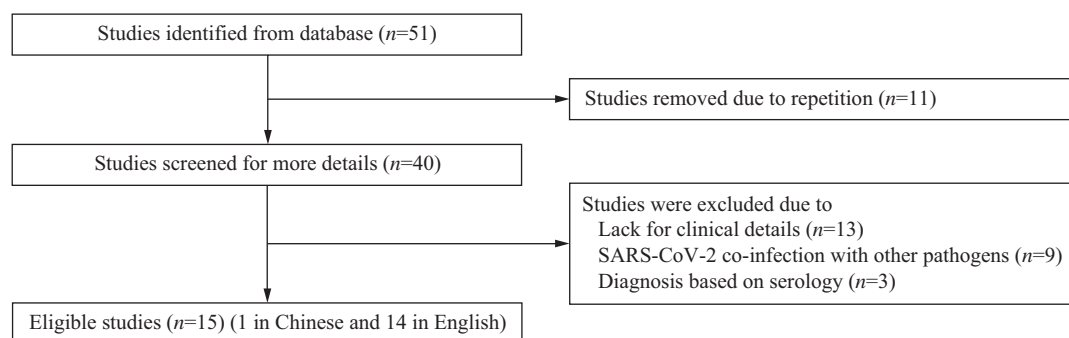 Studies identified from database (n=51)
Studies removed due to repetition (n=11)
Studies screened for more details (n=40)
Studies were excluded due to
Lack for clinical details (n=13)
SARS-CoV-2 co-infection with other pathogens (n=9)
Diagnosis based on serology (n=3)
Eligible studies (n=15) (1 in Chinese and 14 in English)